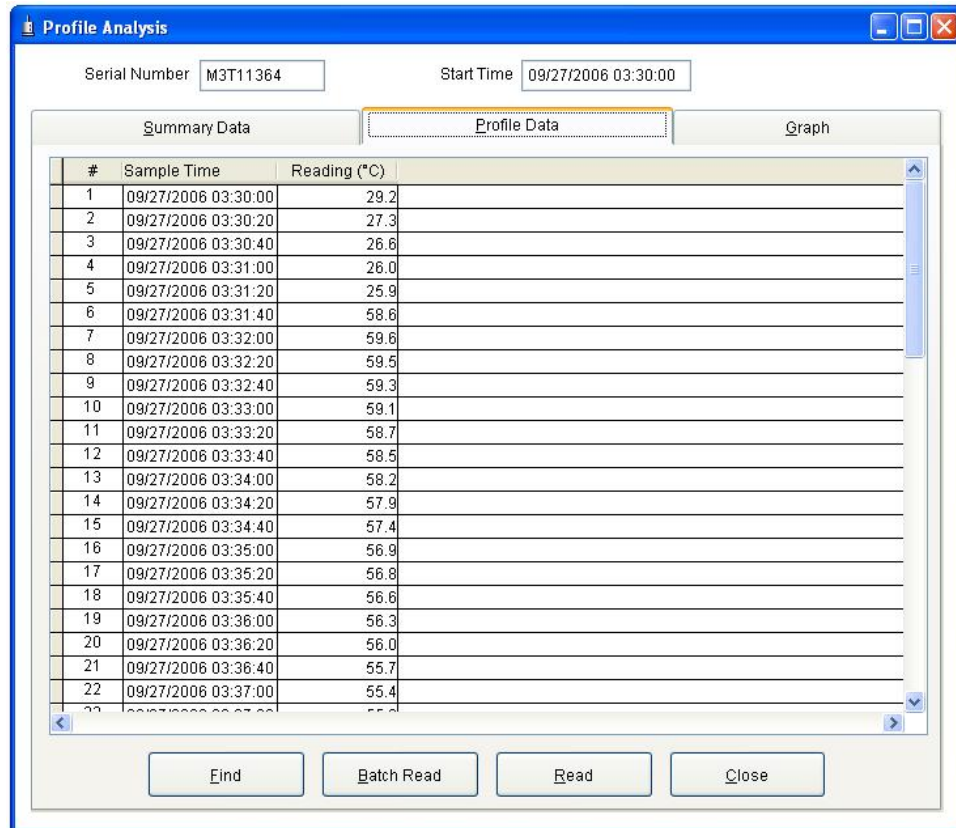 Profile Analysis
Serial Number M3T11364 Start Time 09/27/2006 03:30:00
Summary Data Profile Data Graph
# Sample Time Reading (°C)
1 09/27/2006 03:30:00 29.2
2 09/27/2006 03:30:20 27.3
3 09/27/2006 03:30:40 26.6
4 09/27/2006 03:31:00 26.0
5 09/27/2006 03:31:20 25.9
6 09/27/2006 03:31:40 58.6
7 09/27/2006 03:32:00 59.6
8 09/27/2006 03:32:20 59.5
9 09/27/2006 03:32:40 59.3
10 09/27/2006 03:33:00 59.1
11 09/27/2006 03:33:20 58.7
12 09/27/2006 03:33:40 58.5
13 09/27/2006 03:34:00 58.2
14 09/27/2006 03:34:20 57.9
15 09/27/2006 03:34:40 57.4
16 09/27/2006 03:35:00 56.9
17 09/27/2006 03:35:20 56.8
18 09/27/2006 03:35:40 56.6
19 09/27/2006 03:36:00 56.3
20 09/27/2006 03:36:20 56.0
21 09/27/2006 03:36:40 55.7
22 09/27/2006 03:37:00 55.4
Find Batch Read Read Close